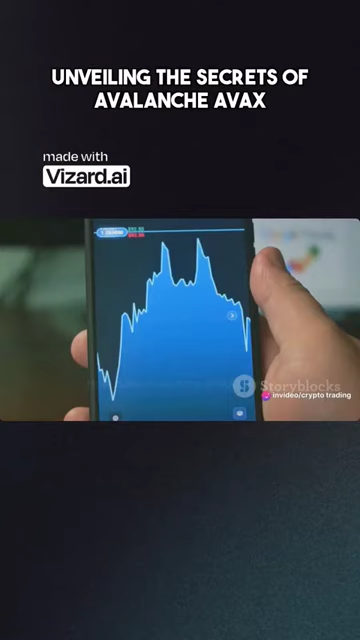 UNVEILING THE SECRETS OF
AVALANCHE AVAX
made with
Vizard.ai
Storyblocks
invideo/crypto trading